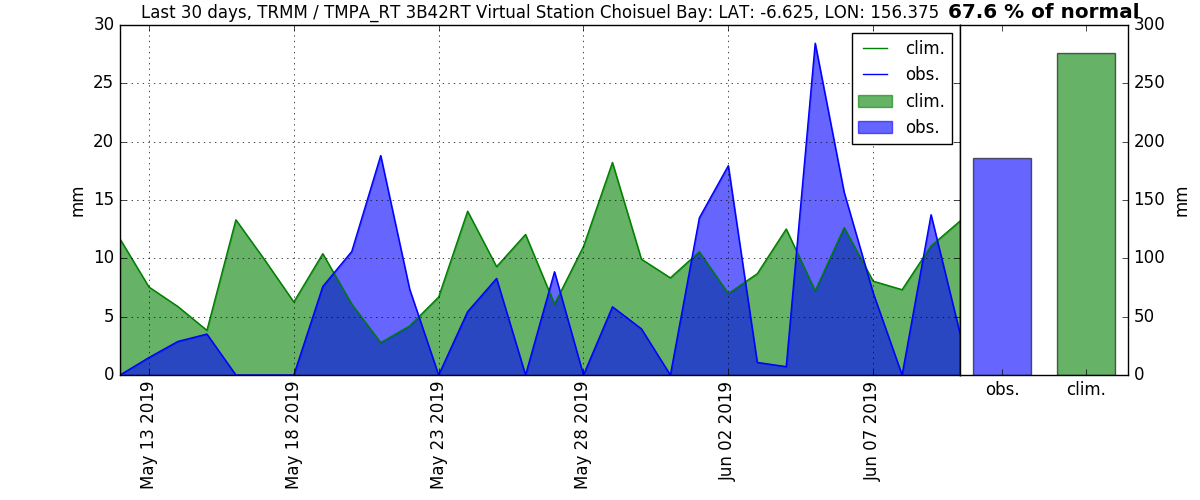 Last 30 days, TRMM / TMPA_RT 3B42RT Virtual Station Choisuel Bay: LAT: -6.625, LON: 156.375
67.6 % of normal
30
25
20
15
10
5
0
mm
clim.
obs.
clim.
obs.
May 13 2019
May 18 2019
May 23 2019
May 28 2019
Jun 02 2019
Jun 07 2019
300
250
200
150
100
50
0
mm
obs.
clim.